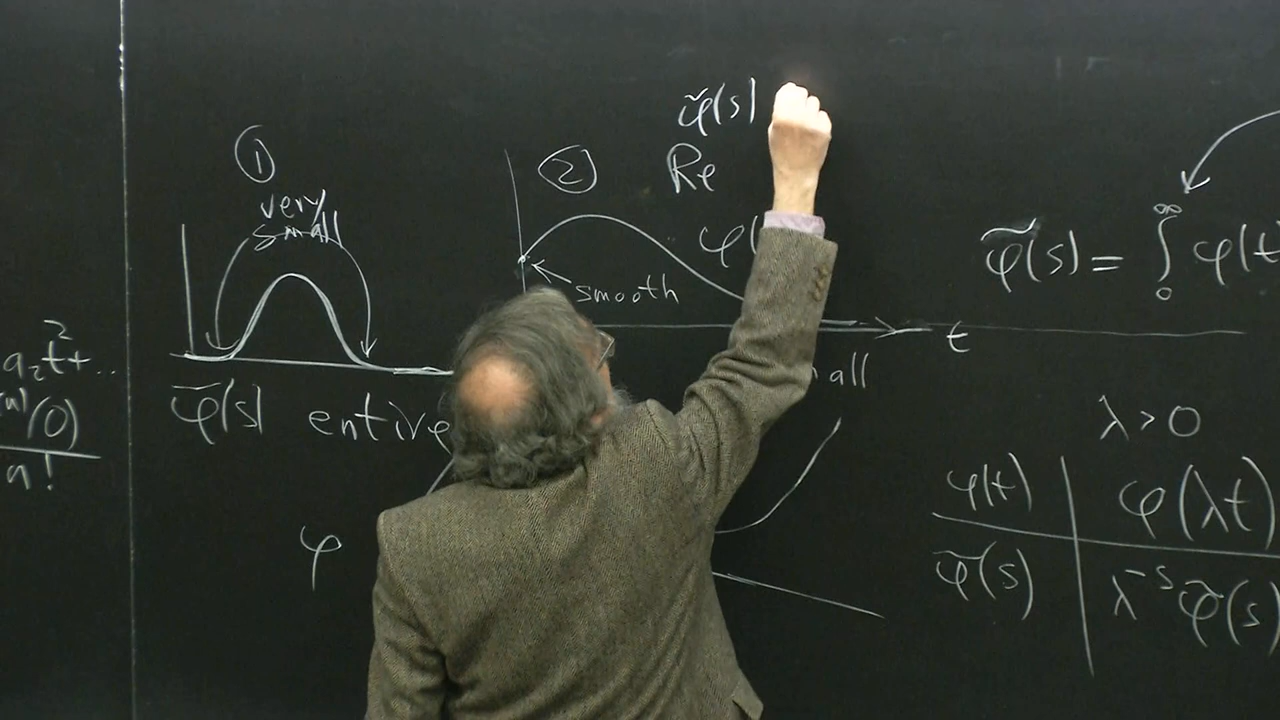 a₂t²+...
⁽ⁿ⁾(0)
n!
①
very
small
φ̃(s) entire
φ
②
φ̃(s)
Re
φ(
smooth
t
all
φ̃(s) = ∫₀^∞ φ(t
λ > 0
φ(t) | φ(λt)
φ̃(s) | λ⁻ˢ φ̃(s)